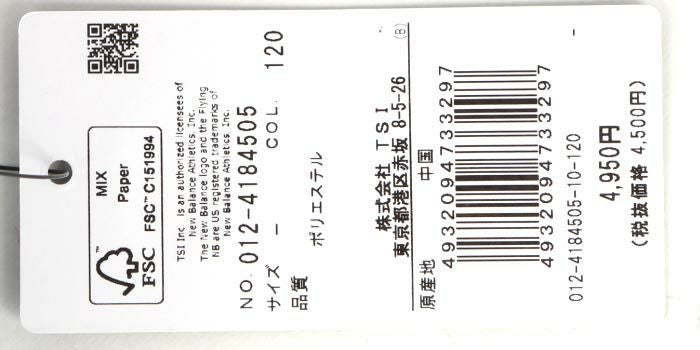 MIX
Paper
FSC™ C151994
FSC
TSI Inc. is an authorized licensees of
New Balance Athletics. Inc.
The New Balance logo and the Flying
NB are US registered trademarks of
New Balance Athletics. Inc.
NO. 012-4184505
サイズ － COL. 120
品質 ポリエステル
株式会社 TSI
東京都港区赤坂 8-5-26 (B)
原産地 中国
4932094733297
4932094733297
012-4184505-10-120 -
4,950円
(税抜価格 4,500円)